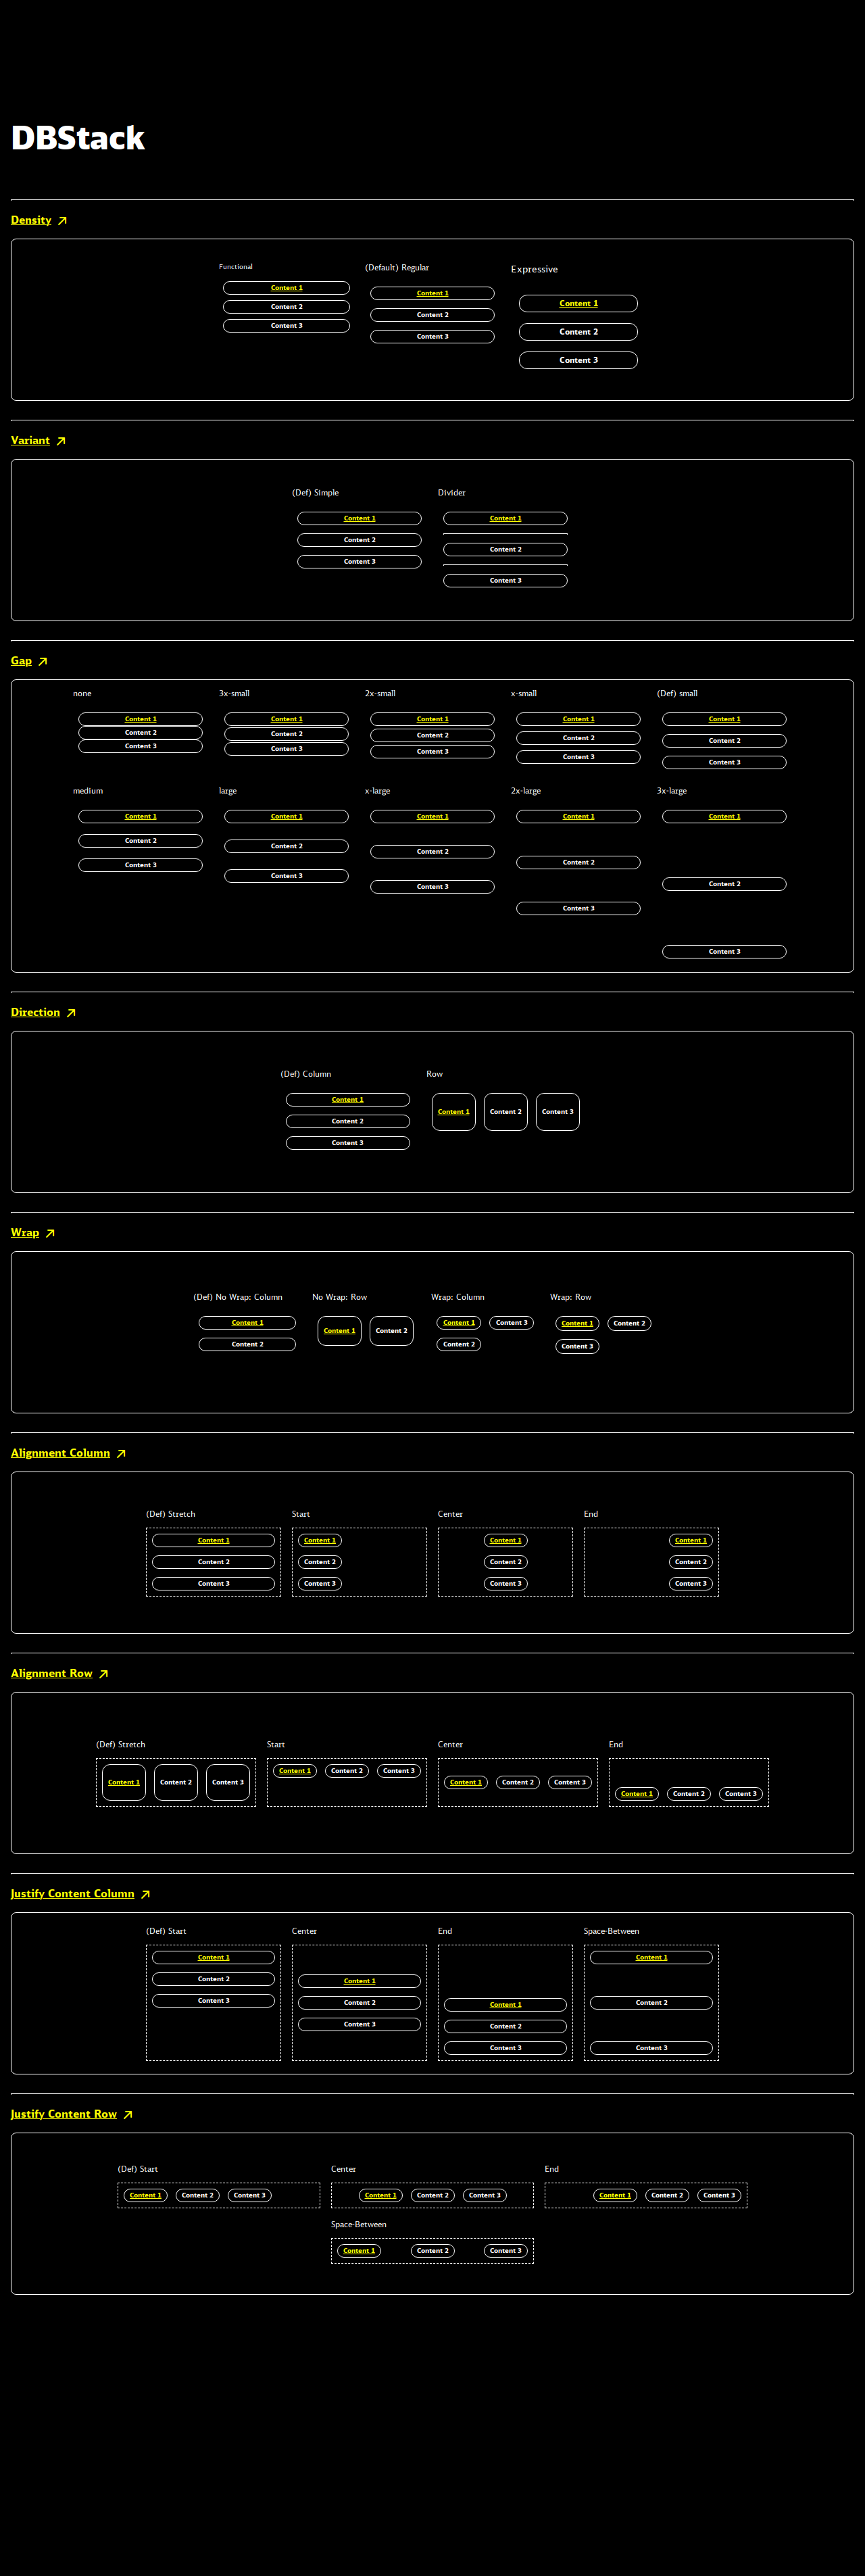 DBStack
Density
Functional (Default) Regular Expressive
Content 1 Content 1 Content 1
Content 2 Content 2 Content 2
Content 3 Content 3 Content 3
Variant
(Def) Simple Divider
Content 1 Content 1
Content 2 Content 2
Content 3 Content 3
Gap
none 3x-small 2x-small x-small (Def) small
Content 1 Content 1 Content 1 Content 1 Content 1
Content 2 Content 2 Content 2 Content 2 Content 2
Content 3 Content 3 Content 3 Content 3 Content 3
medium large x-large 2x-large 3x-large
Content 1 Content 1 Content 1 Content 1 Content 1
Content 2 Content 2 Content 2 Content 2 Content 2
Content 3 Content 3 Content 3 Content 3 Content 3
Direction
(Def) Column Row
Content 1 Content 1 Content 2 Content 3
Content 2
Content 3
Wrap
(Def) No Wrap: Column No Wrap: Row Wrap: Column Wrap: Row
Content 1 Content 1 Content 2 Content 1 Content 3 Content 1 Content 2
Content 2 Content 2 Content 3
Alignment Column
(Def) Stretch Start Center End
Content 1 Content 1 Content 1 Content 1
Content 2 Content 2 Content 2 Content 2
Content 3 Content 3 Content 3 Content 3
Alignment Row
(Def) Stretch Start Center End
Content 1 Content 2 Content 3 Content 1 Content 2 Content 3 Content 1 Content 2 Content 3 Content 1 Content 2 Content 3
Justify Content Column
(Def) Start Center End Space-Between
Content 1 Content 1 Content 1 Content 1
Content 2 Content 2 Content 2 Content 2
Content 3 Content 3 Content 3 Content 3
Justify Content Row
(Def) Start Center End
Content 1 Content 2 Content 3 Content 1 Content 2 Content 3 Content 1 Content 2 Content 3
Space-Between
Content 1 Content 2 Content 3